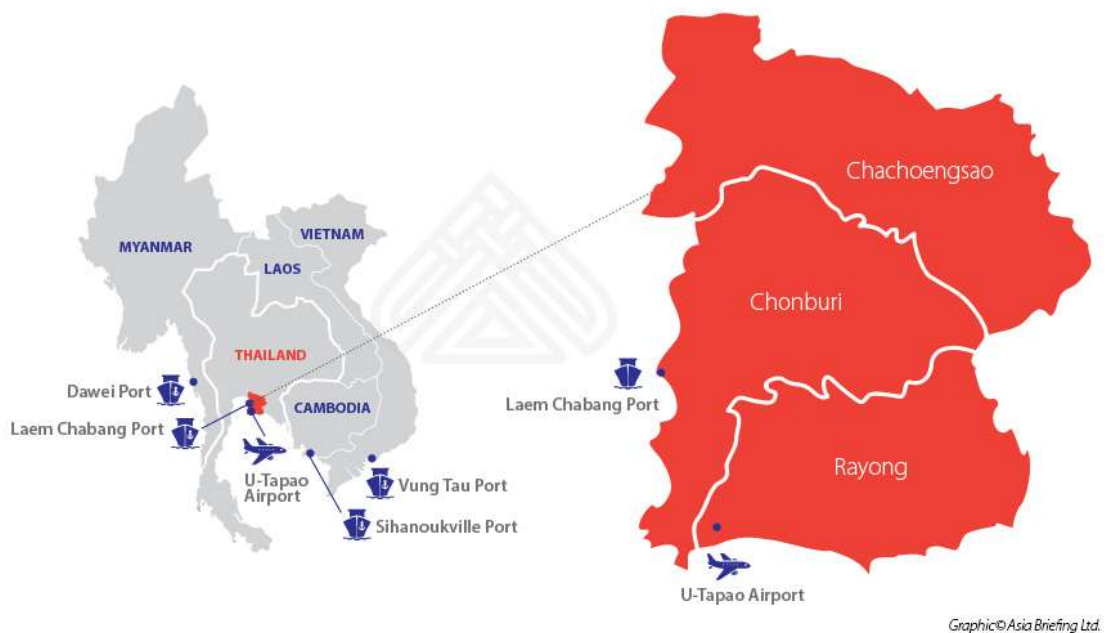 MYANMAR
VIETNAM
LAOS
THAILAND
CAMBODIA
Dawei Port
Laem Chabang Port
U-Tapao
Airport
Vung Tau Port
Sihanoukville Port
Chachoengsao
Chonburi
Laem Chabang Port
Rayong
U-Tapao Airport
Graphic© Asia Briefing Ltd.